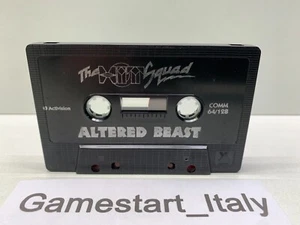 The Hit Squad
Activision
COMM
64/128
ALTERED BEAST
Gamestart_Italy